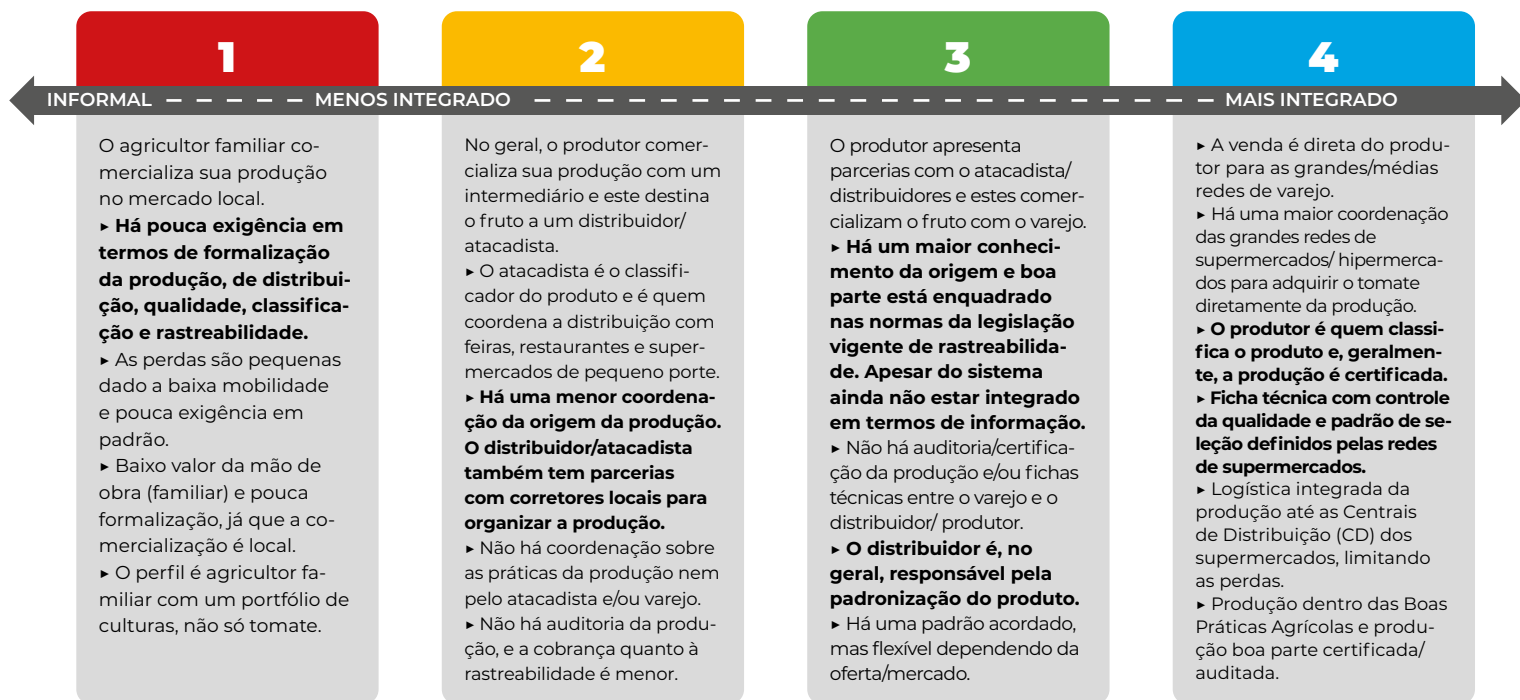 1
2
3
4
INFORMAL
MENOS INTEGRADO
MAIS INTEGRADO
O agricultor familiar co-
mercializa sua produção
no mercado local.
▸ Há pouca exigência em
termos de formalização
da produção, de distribui-
ção, qualidade, classifica-
ção e rastreabilidade.
▸ As perdas são pequenas
dado a baixa mobilidade
e pouca exigência em
padrão.
▸ Baixo valor da mão de
obra (familiar) e pouca
formalização, já que a co-
mercialização é local.
▸ O perfil é agricultor fa-
miliar com um portfólio de
culturas, não só tomate.
No geral, o produtor comer-
cializa sua produção com um
intermediário e este destina
o fruto a um distribuidor/
atacadista.
▸ O atacadista é o classifi-
cador do produto e é quem
coordena a distribuição com
feiras, restaurantes e super-
mercados de pequeno porte.
▸ Há uma menor coordena-
ção da origem da produção.
O distribuidor/atacadista
também tem parcerias
com corretores locais para
organizar a produção.
▸ Não há coordenação sobre
as práticas da produção nem
pelo atacadista e/ou varejo.
▸ Não há auditoria da produ-
ção, e a cobrança quanto à
rastreabilidade é menor.
O produtor apresenta
parcerias com o atacadista/
distribuidores e estes comer-
cializam o fruto com o varejo.
▸ Há um maior conheci-
mento da origem e boa
parte está enquadrado
nas normas da legislação
vigente de rastreabilida-
de. Apesar do sistema
ainda não estar integrado
em termos de informação.
▸ Não há auditoria/certifica-
ção da produção e/ou fichas
técnicas entre o varejo e o
distribuidor/ produtor.
▸ O distribuidor é, no
geral, responsável pela
padronização do produto.
▸ Há uma padrão acordado,
mas flexível dependendo da
oferta/mercado.
▸ A venda é direta do produ-
tor para as grandes/médias
redes de varejo.
▸ Há uma maior coordenação
das grandes redes de
supermercados/ hipermerca-
dos para adquirir o tomate
diretamente da produção.
▸ O produtor é quem classi-
fica o produto e, geralmen-
te, a produção é certificada.
▸ Ficha técnica com controle
da qualidade e padrão de se-
leção definidos pelas redes
de supermercados.
▸ Logística integrada da
produção até as Centrais
de Distribuição (CD) dos
supermercados, limitando
as perdas.
▸ Produção dentro das Boas
Práticas Agrícolas e produ-
ção boa parte certificada/
auditada.